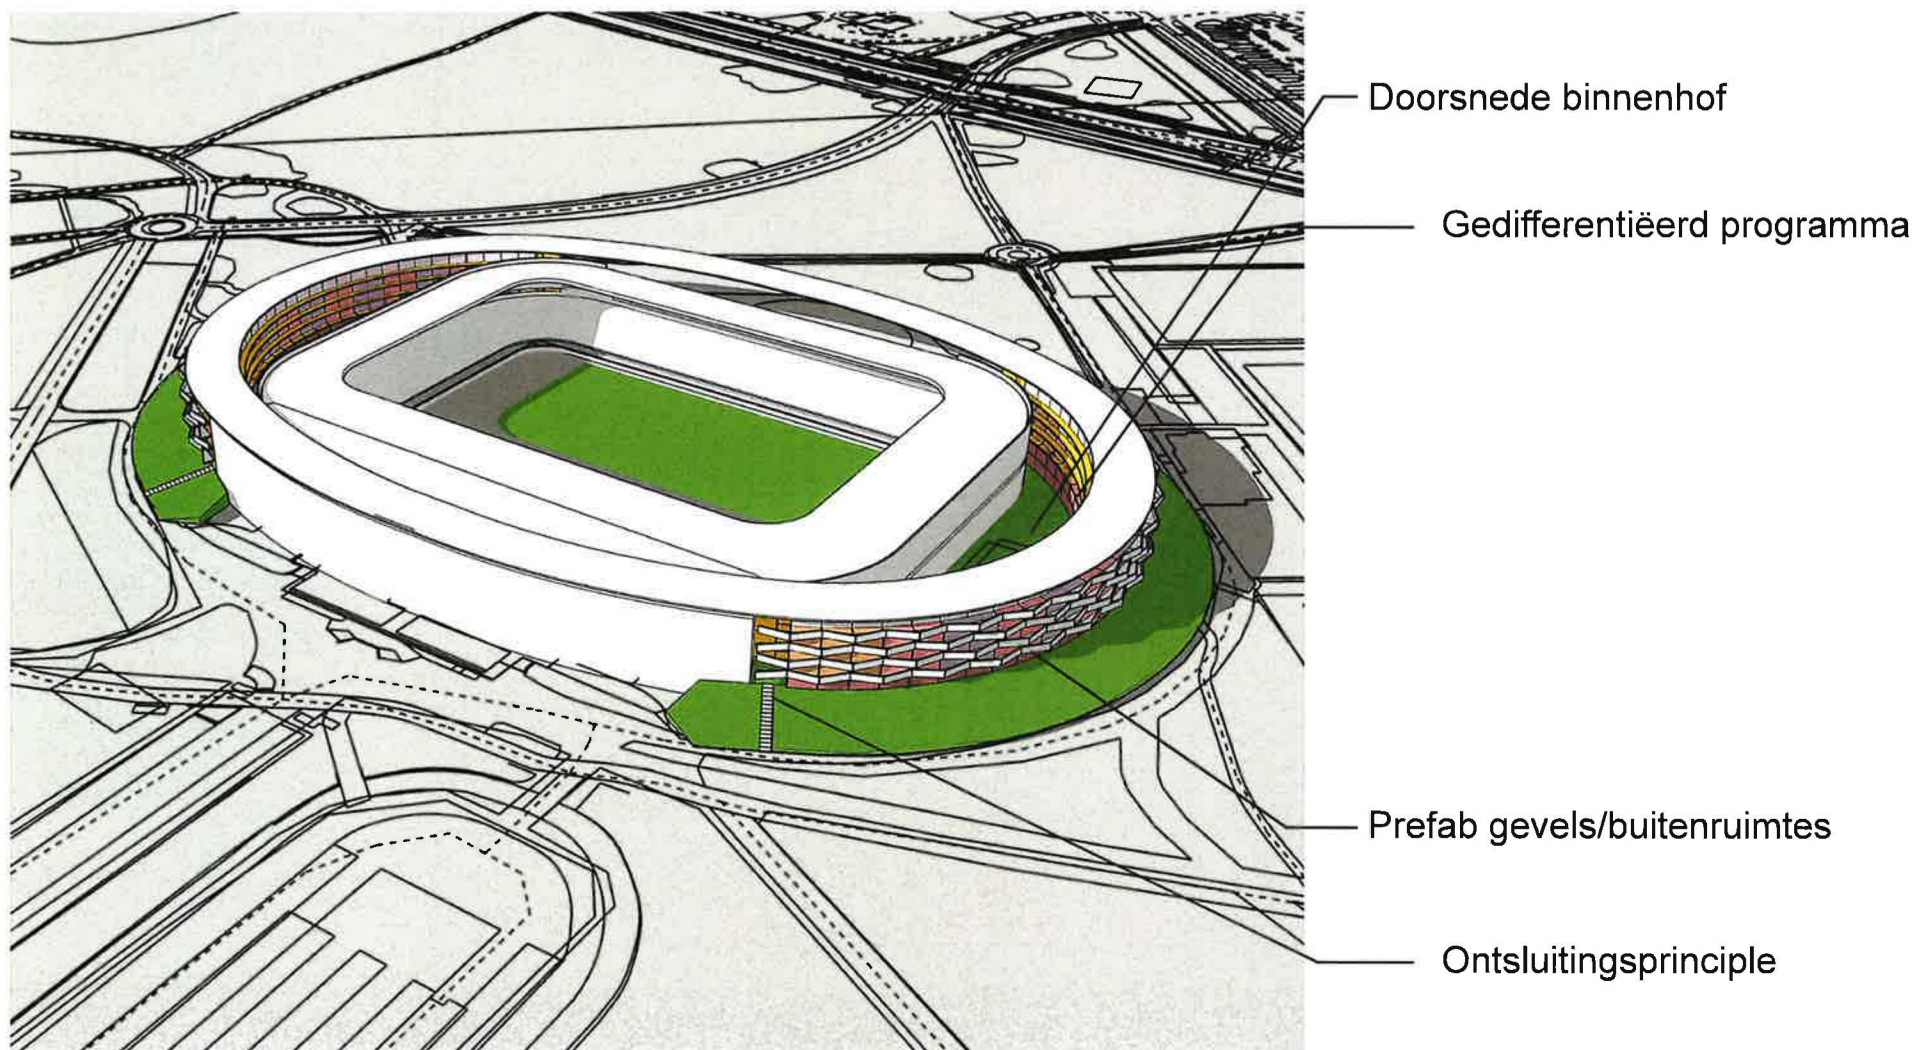 Doorsnede binnenhof
Gedifferentiëerd programma
Prefab gevels/buitenruimtes
Ontsluitingsprinciple